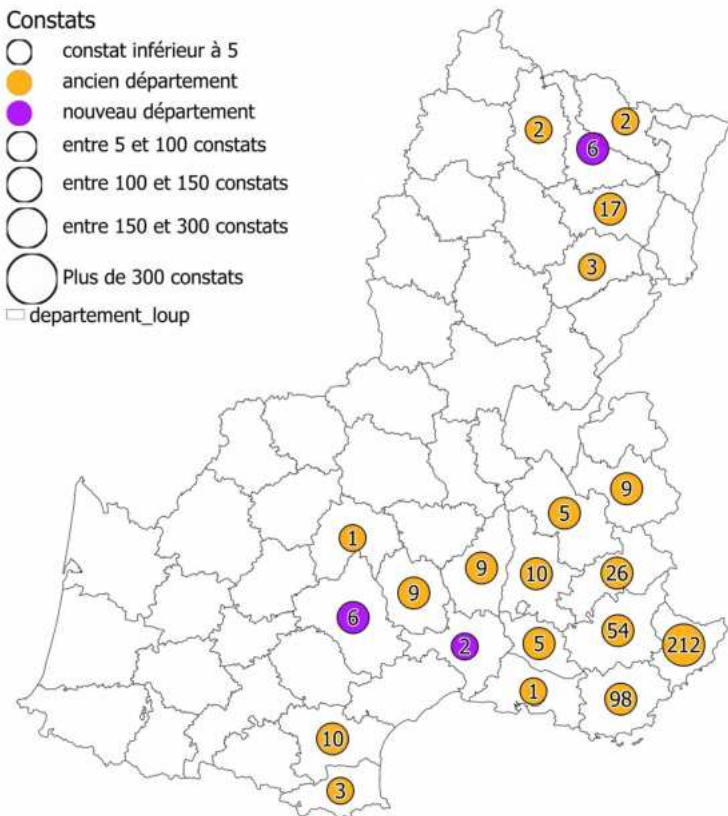 Constats
constat inférieur à 5
ancien département
nouveau département
entre 5 et 100 constats
entre 100 et 150 constats
entre 150 et 300 constats
Plus de 300 constats
departement_loup
2
2
6
17
3
9
5
1
9
10
26
9
6
54
5
2
212
1
98
10
3